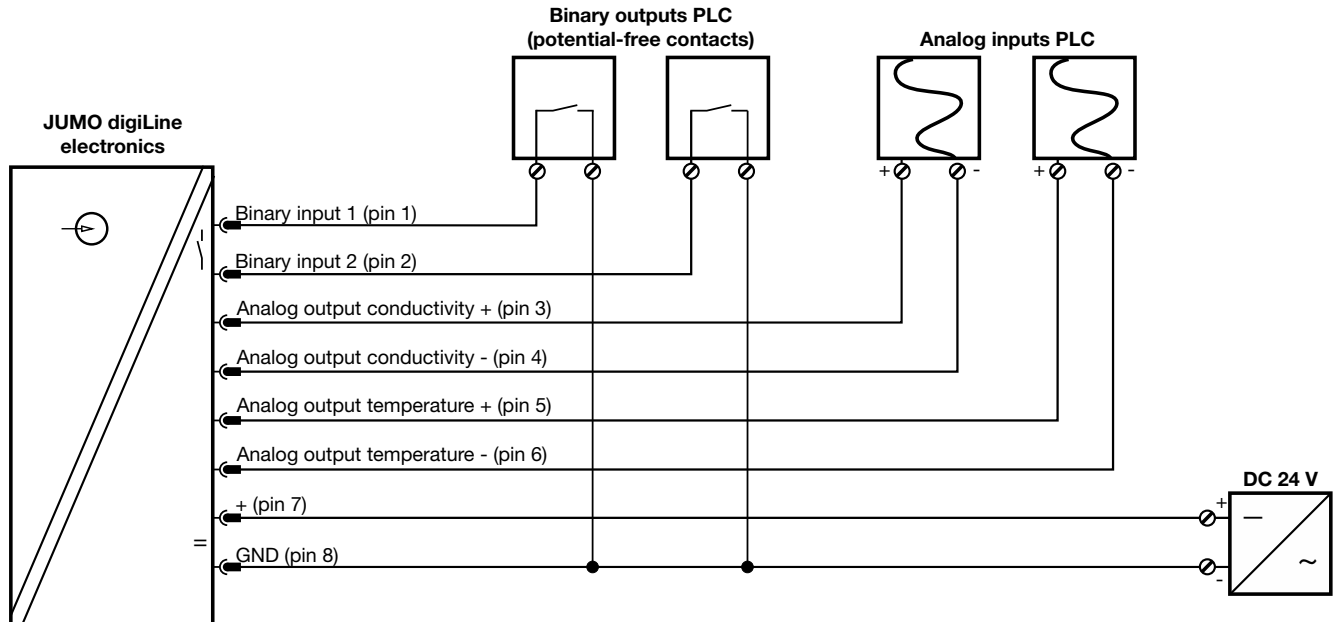 Binary outputs PLC
(potential-free contacts)
Analog inputs PLC
JUMO digiLine
electronics
+ - + -
Binary input 1 (pin 1)
Binary input 2 (pin 2)
Analog output conductivity + (pin 3)
Analog output conductivity - (pin 4)
Analog output temperature + (pin 5)
Analog output temperature - (pin 6)
DC 24 V
+ (pin 7)
+
=
GND (pin 8)
-
~